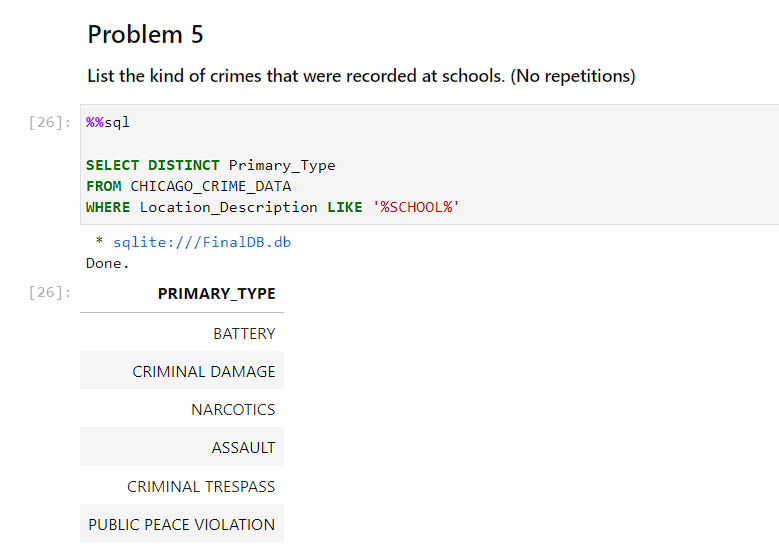 Problem 5
List the kind of crimes that were recorded at schools. (No repetitions)
[26]: %%sql
SELECT DISTINCT Primary_Type
FROM CHICAGO_CRIME_DATA
WHERE Location_Description LIKE '%SCHOOL%'
* sqlite:///FinalDB.db
Done.
[26]: PRIMARY_TYPE
BATTERY
CRIMINAL DAMAGE
NARCOTICS
ASSAULT
CRIMINAL TRESPASS
PUBLIC PEACE VIOLATION